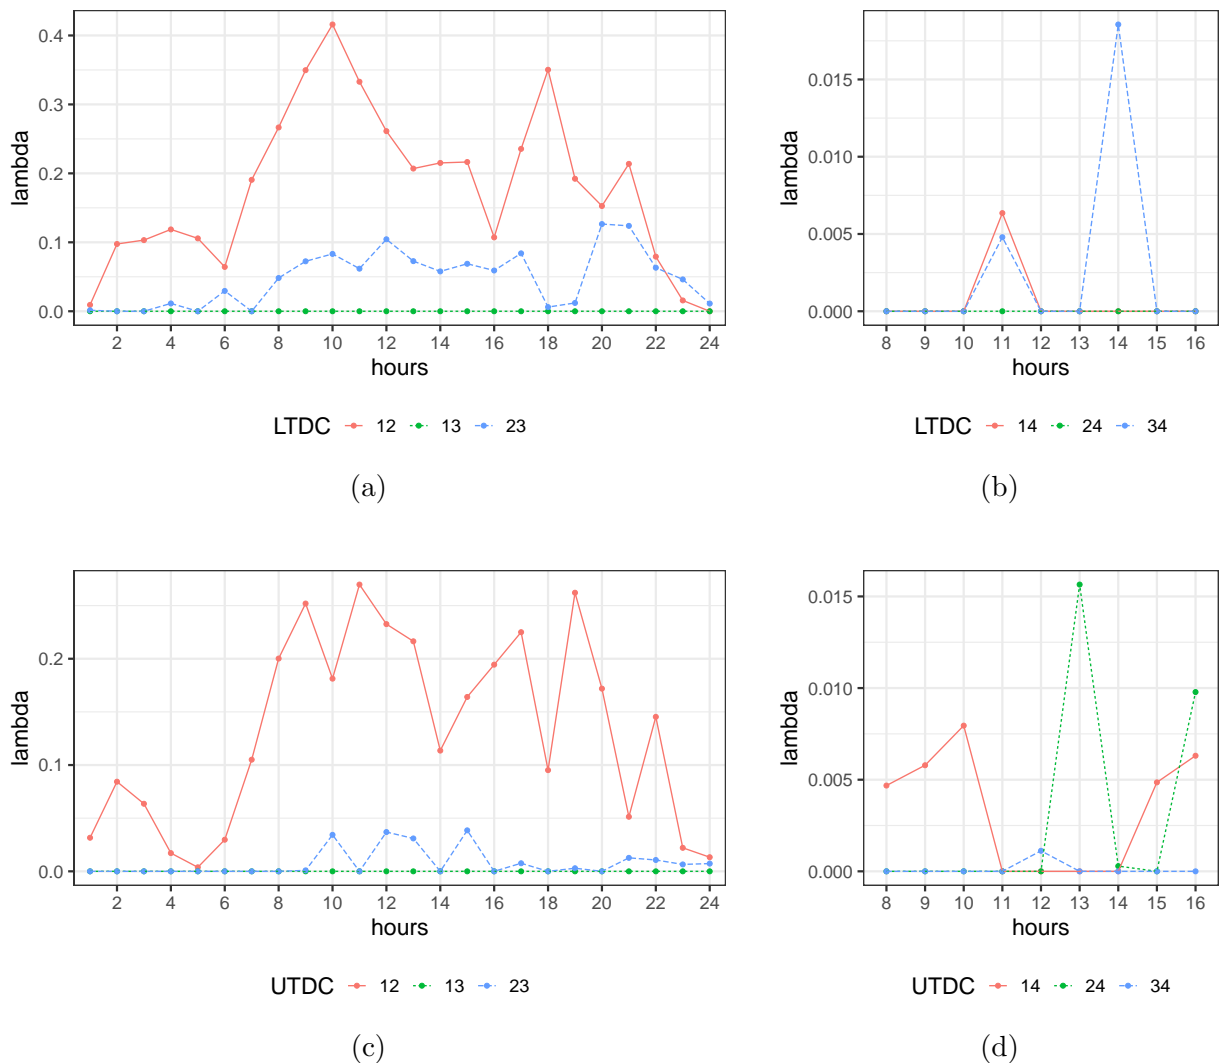 0.4
0.3
0.2
0.1
0.0
lambda
2 4 6 8 10 12 14 16 18 20 22 24
hours
LTDC 12 13 23
(a)
0.015
0.010
0.005
0.000
lambda
8 9 10 11 12 13 14 15 16
hours
LTDC 14 24 34
(b)
0.2
0.1
0.0
lambda
2 4 6 8 10 12 14 16 18 20 22 24
hours
UTDC 12 13 23
(c)
0.015
0.010
0.005
0.000
lambda
8 9 10 11 12 13 14 15 16
hours
UTDC 14 24 34
(d)